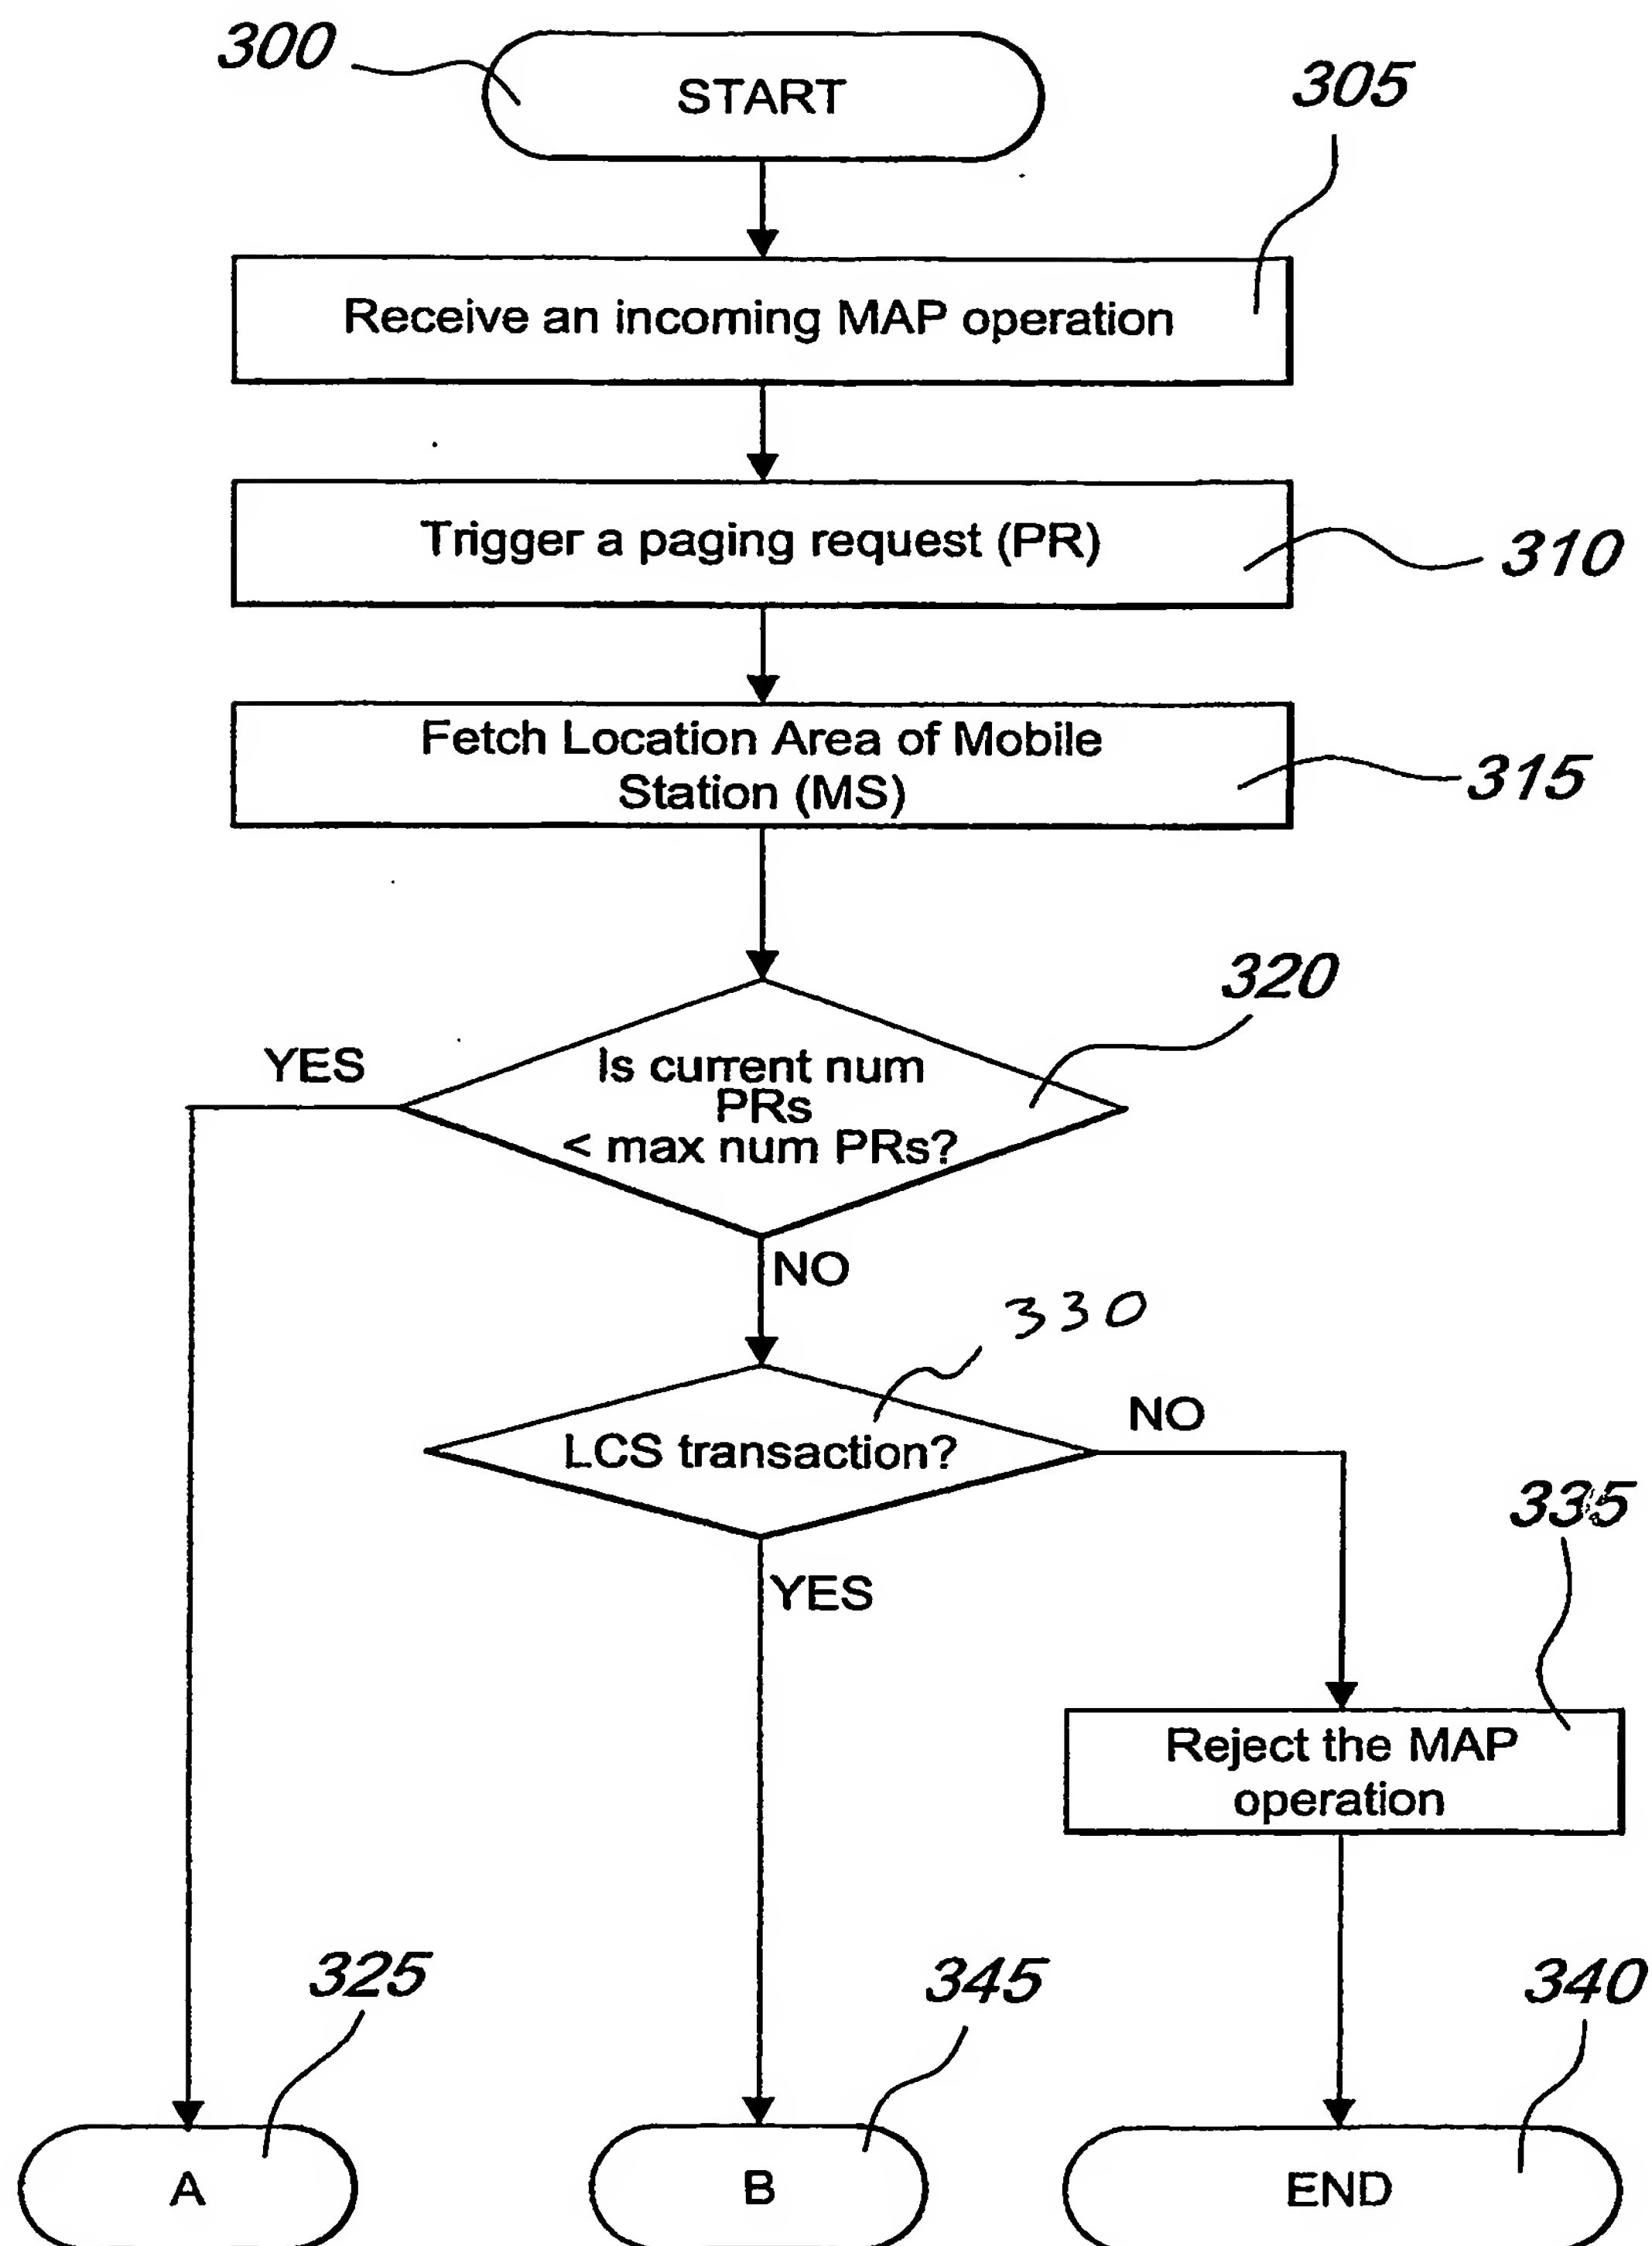 300
START
305
Receive an incoming MAP operation
Trigger a paging request (PR)
310
Fetch Location Area of Mobile
Station (MS)
315
320
YES
Is current num
PRs
< max num PRs?
NO
330
NO
LCS transaction?
335
YES
Reject the MAP
operation
325
345
340
A
B
END